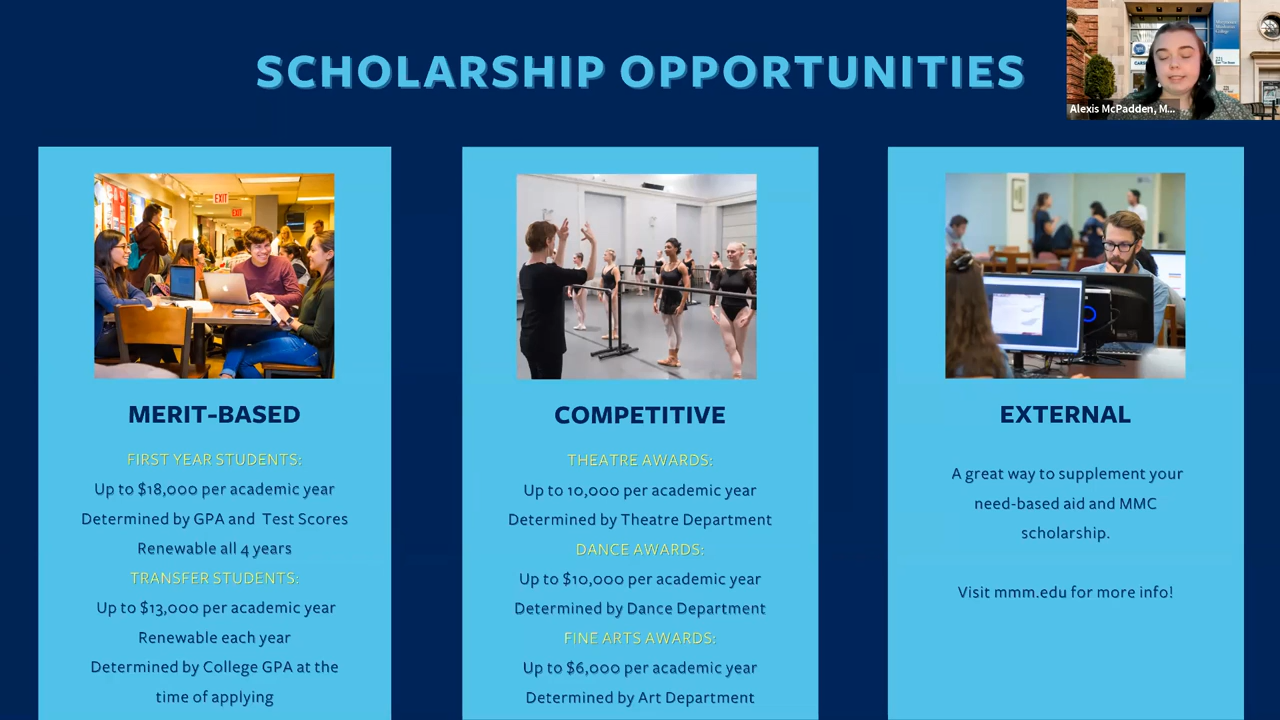 SCHOLARSHIP OPPORTUNITIES
Alexis McPadden, M...
EXIT
EXIT
MERIT-BASED
FIRST YEAR STUDENTS:
Up to $18,000 per academic year
Determined by GPA and Test Scores
Renewable all 4 years
TRANSFER STUDENTS:
Up to $13,000 per academic year
Renewable each year
Determined by College GPA at the
time of applying
COMPETITIVE
THEATRE AWARDS:
Up to 10,000 per academic year
Determined by Theatre Department
DANCE AWARDS:
Up to $10,000 per academic year
Determined by Dance Department
FINE ARTS AWARDS:
Up to $6,000 per academic year
Determined by Art Department
EXTERNAL
A great way to supplement your
need-based aid and MMC
scholarship.
Visit mmm.edu for more info!